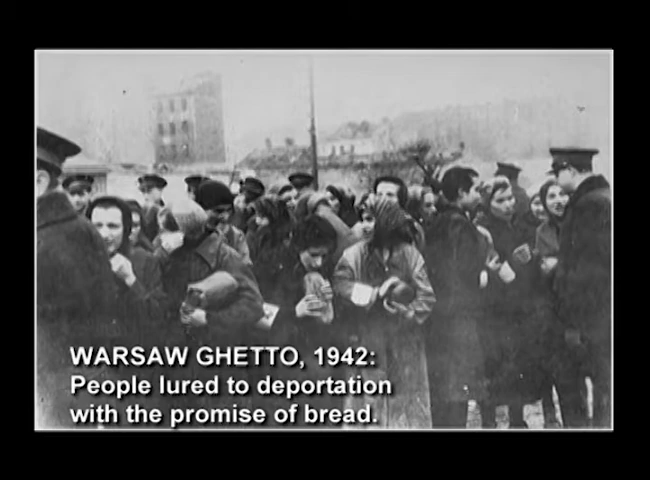 WARSAW GHETTO, 1942:
People lured to deportation
with the promise of bread.